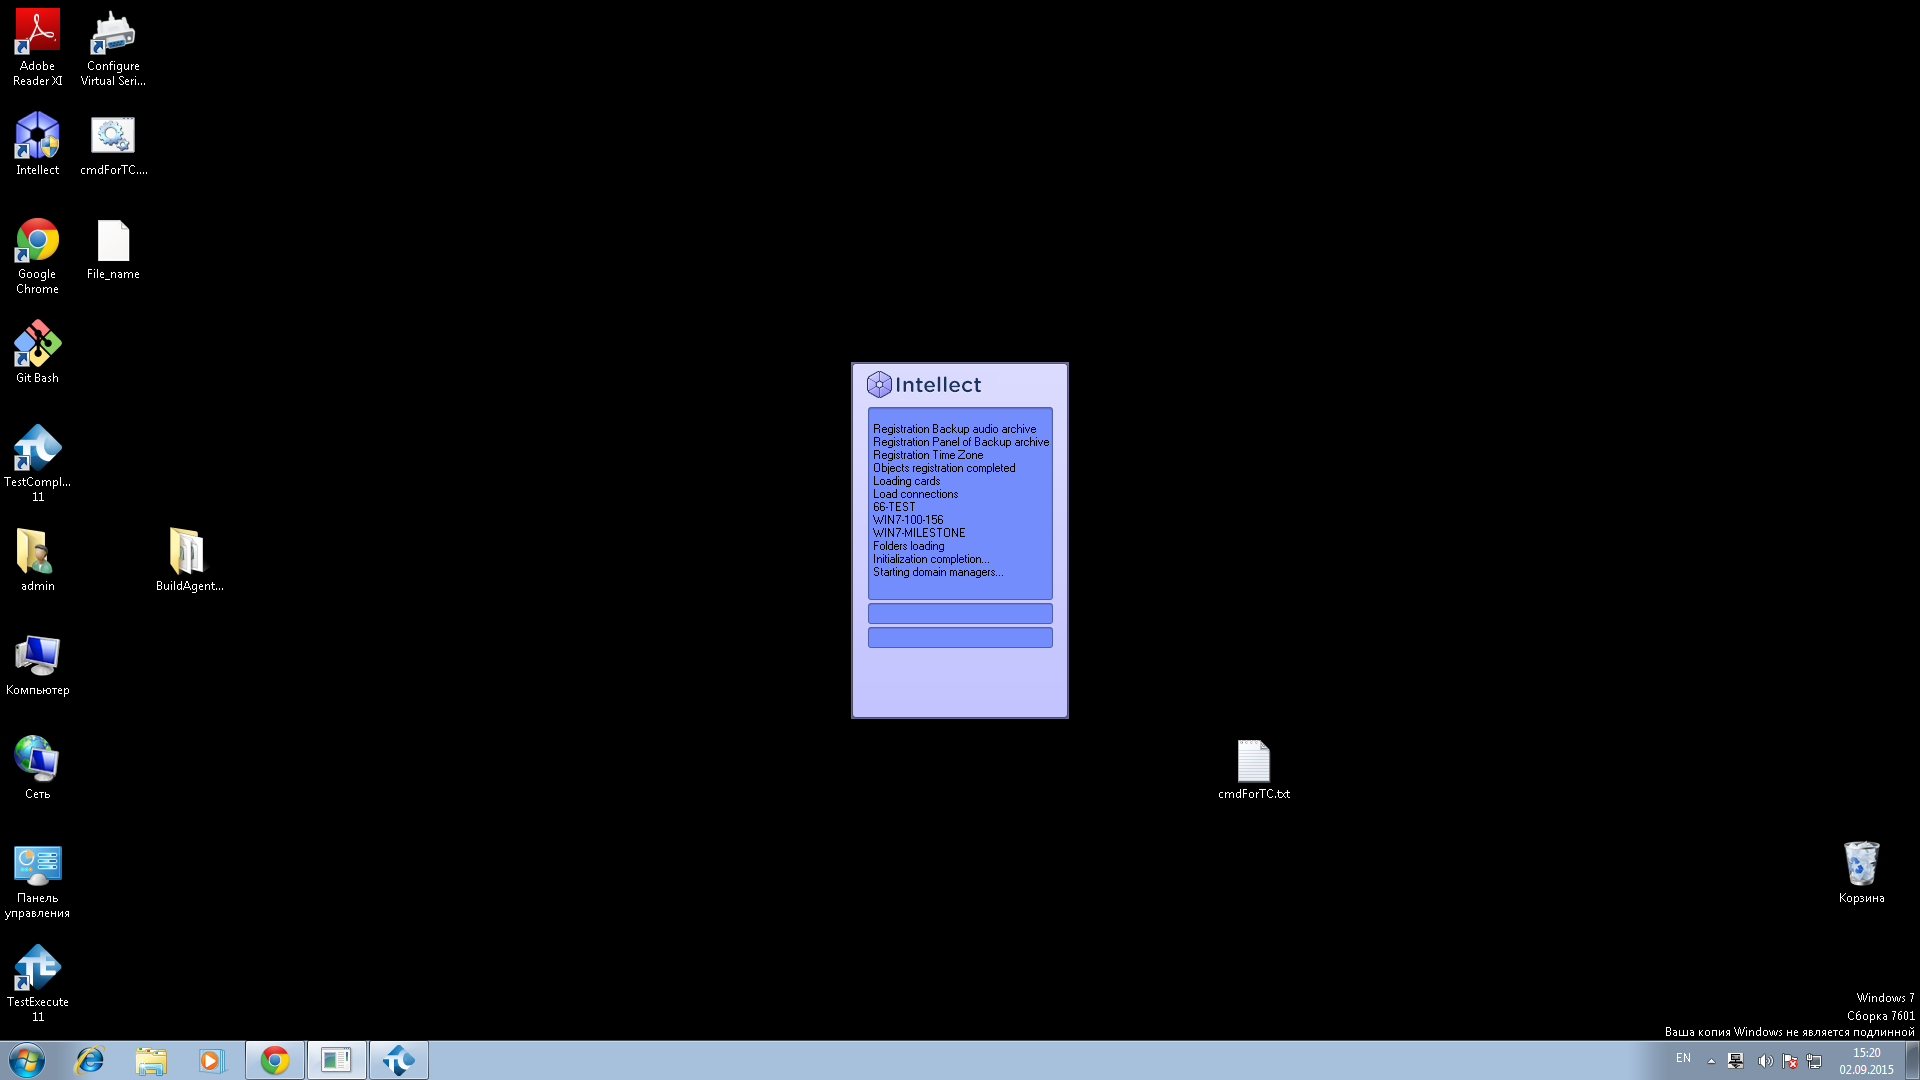 Adobe
Reader XI
Configure
Virtual Seri...
Intellect
cmdForTC....
Google
Chrome
File_name
Git Bash
TestCompl...
11
admin
BuildAgent...
Компьютер
Сеть
Панель
управления
TestExecute
11
Intellect
Registration Backup audio archive
Registration Panel of Backup archive
Registration Time Zone
Objects registration completed
Loading cards
Load connections
66-TEST
WIN7-100-156
WIN7-MILESTONE
Folders loading
Initialization completion...
Starting domain managers...
cmdForTC.txt
Корзина
Windows 7
Сборка 7601
Ваша копия Windows не является подлинной
EN
15:20
02.09.2015